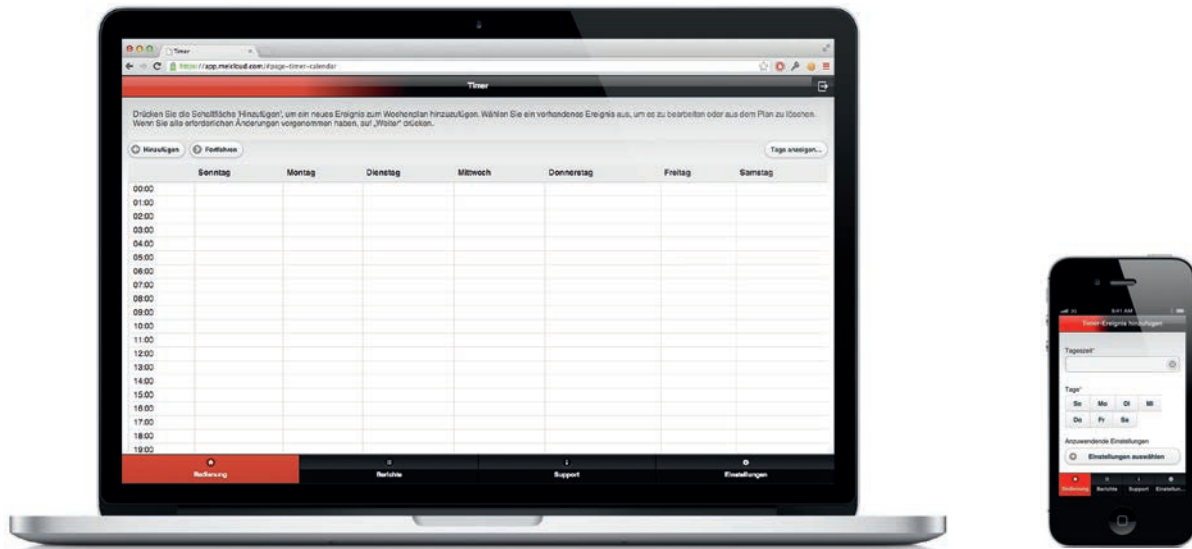 Timer
https://app.melcloud.com/#page-timer-calendar
Timer
Drücken Sie die Schaltfläche 'Hinzufügen', um ein neues Ereignis zum Wochenplan hinzuzufügen. Wählen Sie ein vorhandenes Ereignis aus, um es zu bearbeiten oder aus dem Plan zu löschen.
Wenn Sie alle erforderlichen Änderungen vorgenommen haben, auf „Weiter" drücken.
Hinzufügen Fortfahren Tage anzeigen...
Sonntag Montag Dienstag Mittwoch Donnerstag Freitag Samstag
00:00
01:00
02:00
03:00
04:00
05:00
06:00
07:00
08:00
09:00
10:00
11:00
12:00
13:00
14:00
15:00
16:00
17:00
18:00
19:00
Bedienung Berichte Support Einstellungen
3G 9:41 AM
Timer-Ereignis hinzufügen
Tageszeit*
Tage*
So Mo Di Mi
Do Fr Sa
Anzuwendende Einstellungen
Einstellungen auswählen
Bedienung Berichte Support Einstellun...